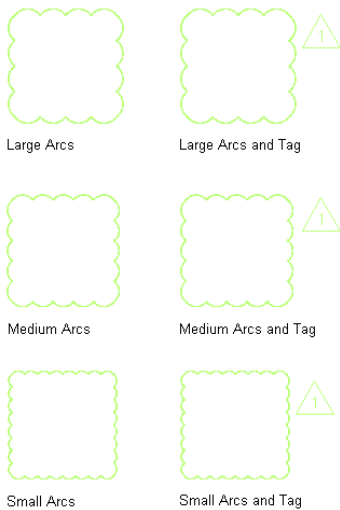 1
Large Arcs
Large Arcs and Tag
1
Medium Arcs
Medium Arcs and Tag
1
Small Arcs
Small Arcs and Tag